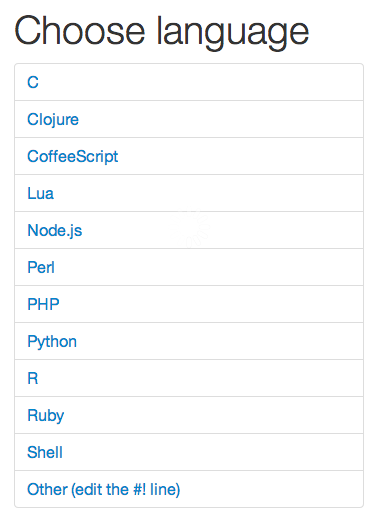 Choose language
C
Clojure
CoffeeScript
Lua
Node.js
Perl
PHP
Python
R
Ruby
Shell
Other (edit the #! line)